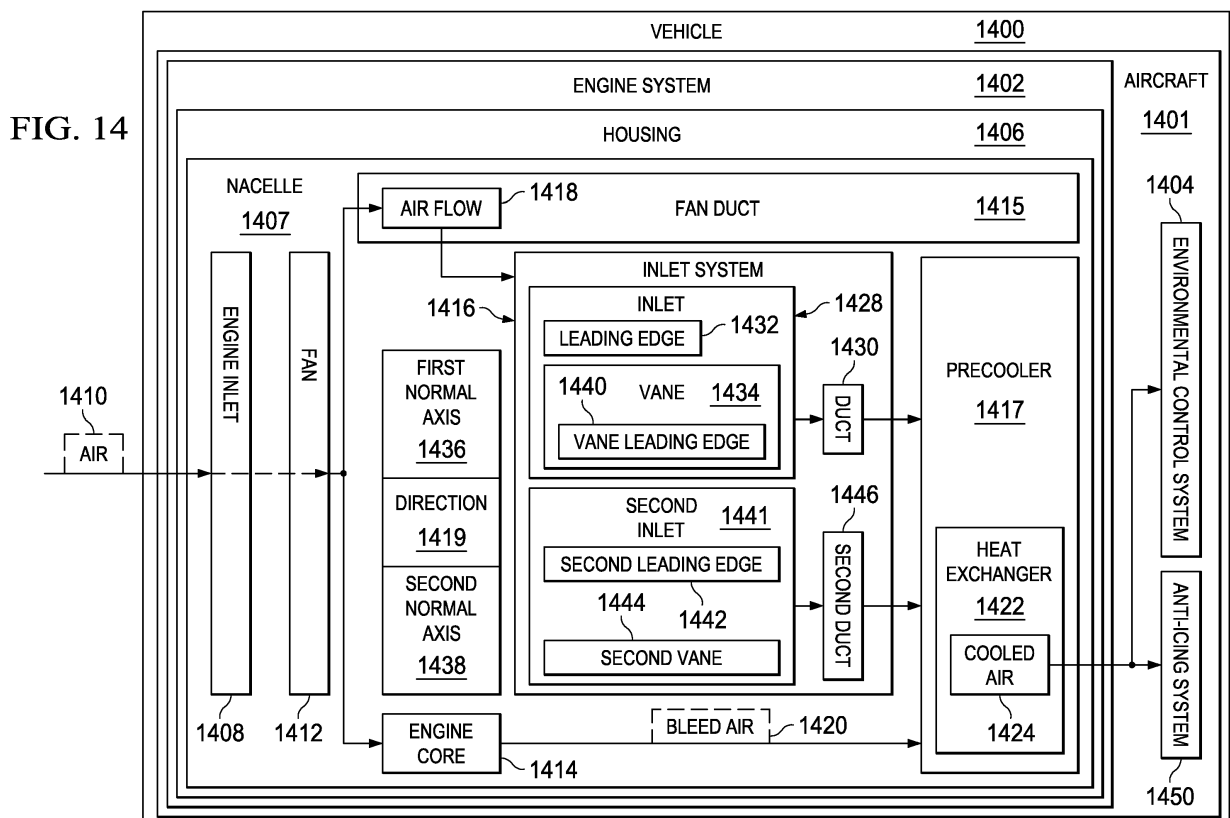 FIG. 14
VEHICLE 1400
ENGINE SYSTEM 1402
AIRCRAFT
1401
HOUSING 1406
NACELLE
1407
AIR FLOW
1418
FAN DUCT 1415
1404
ENVIRONMENTAL CONTROL SYSTEM
1410
AIR
ENGINE INLET
1408
FAN
1412
FIRST
NORMAL
AXIS
1436
DIRECTION
1419
SECOND
NORMAL
AXIS
1438
1416
INLET SYSTEM
INLET
1428
LEADING EDGE
1432
1440
VANE 1434
VANE LEADING EDGE
1430
DUCT
SECOND
INLET
1441
SECOND LEADING EDGE
1442
1444
SECOND VANE
1446
SECOND DUCT
PRECOOLER
1417
HEAT
EXCHANGER
1422
COOLED
AIR
1424
ENGINE
CORE
1414
BLEED AIR
1420
ANTI-ICING SYSTEM
1450